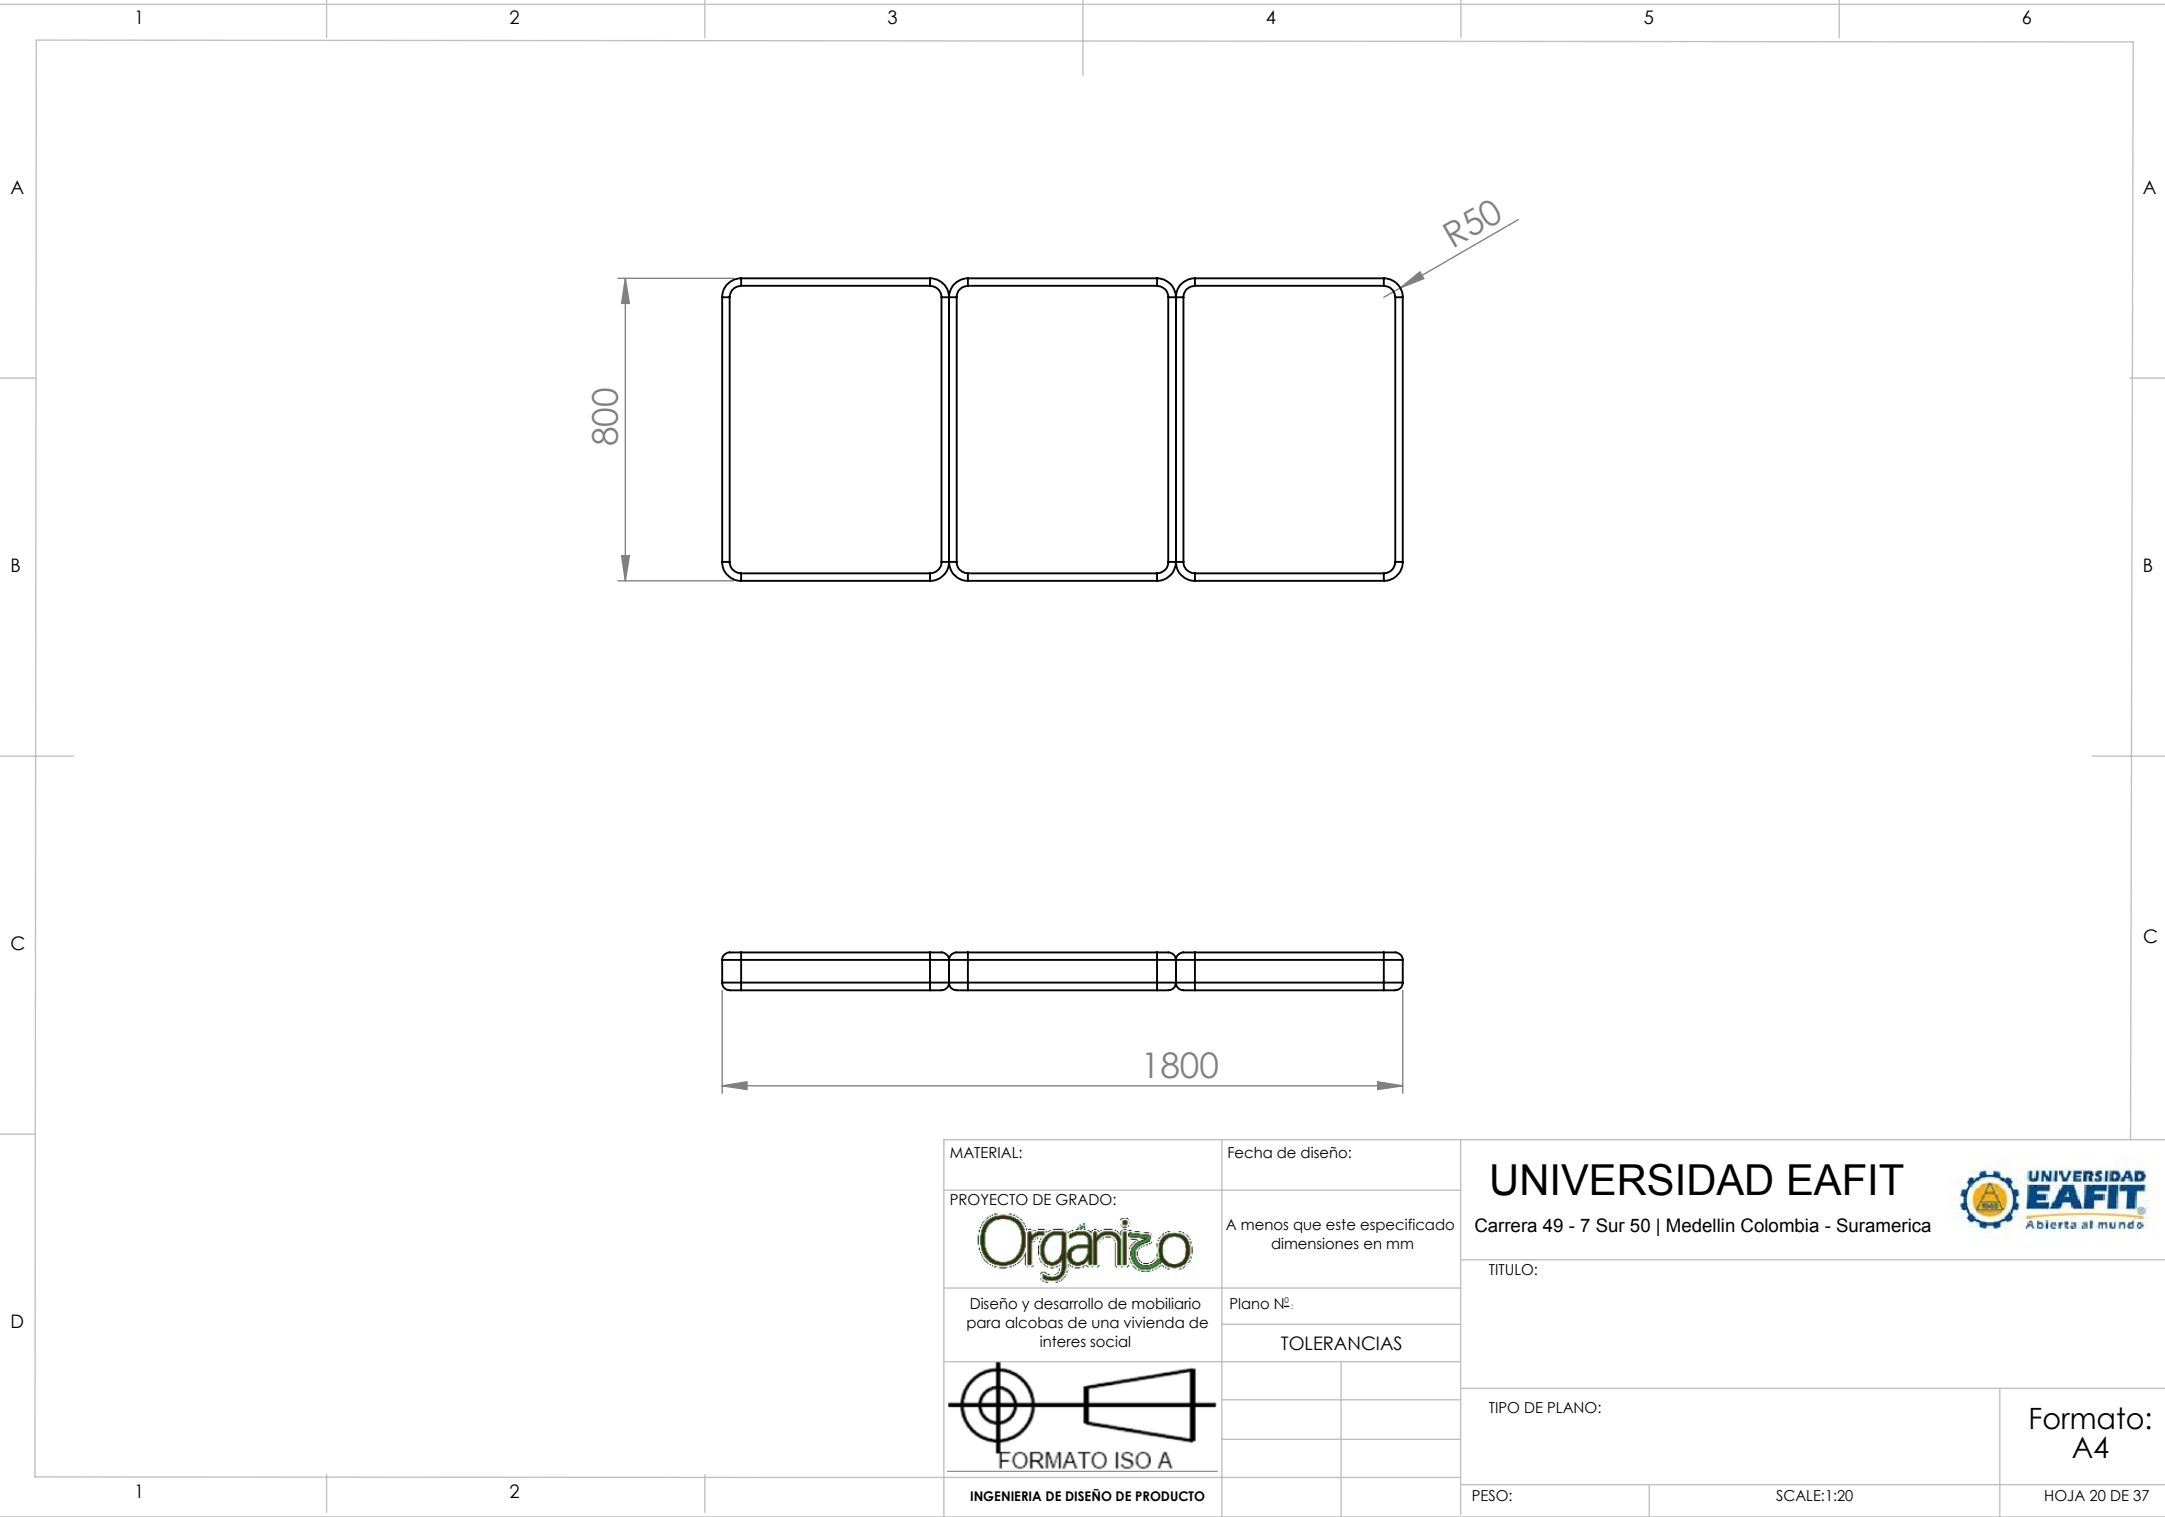 1 2 3 4 5 6
A A
R50
800
B B
C C
1800
MATERIAL:
Fecha de diseño:
UNIVERSIDAD EAFIT
Carrera 49 - 7 Sur 50 | Medellin Colombia - Suramerica
UNIVERSIDAD
EAFIT®
Abierta al mundo
PROYECTO DE GRADO:
Orgánizo
A menos que este especificado
dimensiones en mm
TITULO:
Diseño y desarrollo de mobiliario
para alcobas de una vivienda de
interes social
Plano Nº:
TOLERANCIAS
D
FORMATO ISO A
TIPO DE PLANO:
Formato:
A4
1 2
INGENIERIA DE DISEÑO DE PRODUCTO
PESO:
SCALE:1:20
HOJA 20 DE 37